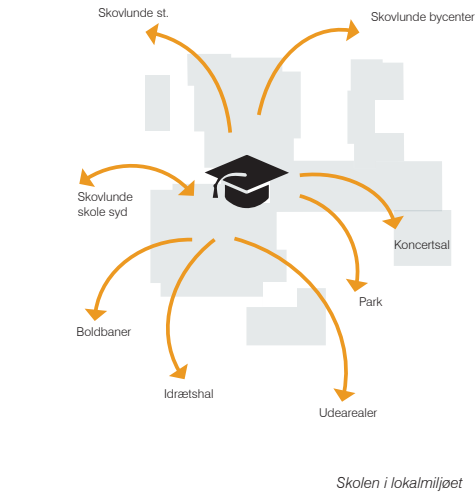 Skovlunde st.
Skovlunde bycenter
Skovlunde
skole syd
Koncertsal
Park
Boldbaner
Idrætshal
Udearealer
Skolen i lokalmiljøet